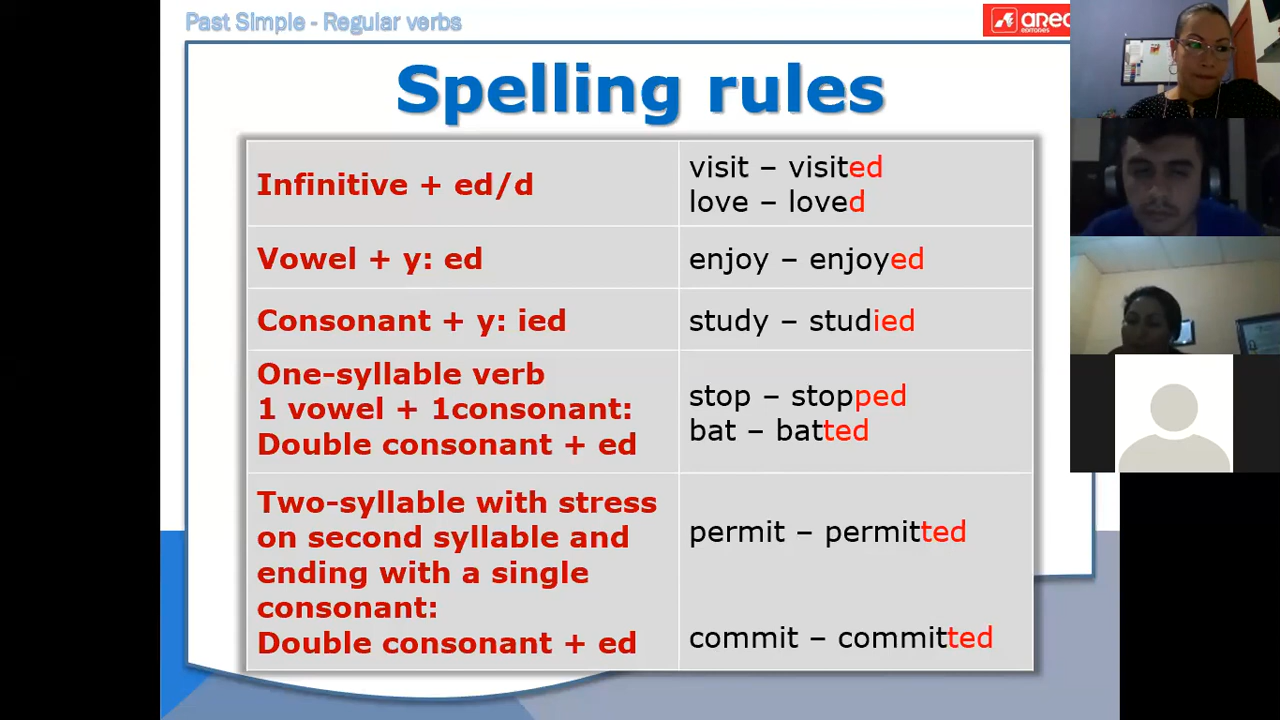 Past Simple - Regular verbs
Spelling rules
Infinitive + ed/d
visit – visited
love – loved
Vowel + y: ed
enjoy – enjoyed
Consonant + y: ied
study – studied
One-syllable verb
1 vowel + 1consonant:
Double consonant + ed
stop – stopped
bat – batted
Two-syllable with stress
on second syllable and
ending with a single
consonant:
Double consonant + ed
permit – permitted
commit – committed